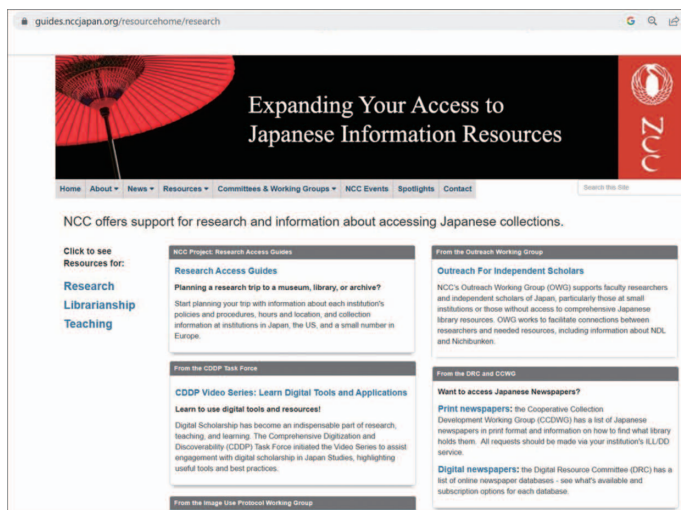 guides.nccjapan.org/resourcehome/research
Expanding Your Access to
Japanese Information Resources
NCC
Home About News Resources Committees & Working Groups NCC Events Spotlights Contact
Search this Site
NCC offers support for research and information about accessing Japanese collections.
Click to see
Resources for:
Research
Librarianship
Teaching
NCC Project: Research Access Guides
Research Access Guides
Planning a research trip to a museum, library, or archive?
Start planning your trip with information about each institution's
policies and procedures, hours and location, and collection
information at institutions in Japan, the US, and a small number in
Europe.
From the CDDP Task Force
CDDP Video Series: Learn Digital Tools and Applications
Learn to use digital tools and resources!
Digital Scholarship has become an indispensable part of research,
teaching, and learning. The Comprehensive Digitization and
Discoverability (CDDP) Task Force initiated the Video Series to assist
engagement with digital scholarship in Japan Studies, highlighting
useful tools and best practices.
From the Image Use Protocol Working Group
From the Outreach Working Group
Outreach For Independent Scholars
NCC's Outreach Working Group (OWG) supports faculty researchers
and independent scholars of Japan, particularly those at small
institutions or those without access to comprehensive Japanese
library resources. OWG works to facilitate connections between
researchers and needed resources, including information about NDL
and Nichibunken.
From the DRC and CCWG
Want to access Japanese Newspapers?
Print newspapers: the Cooperative Collection
Development Working Group (CCDWG) has a list of Japanese
newspapers in print format and information on how to find what library
holds them. All requests should be made via your institution's ILL/DD
service.
Digital newspapers: the Digital Resource Committee (DRC) has a
list of online newspaper databases - see what's available and
subscription options for each database.